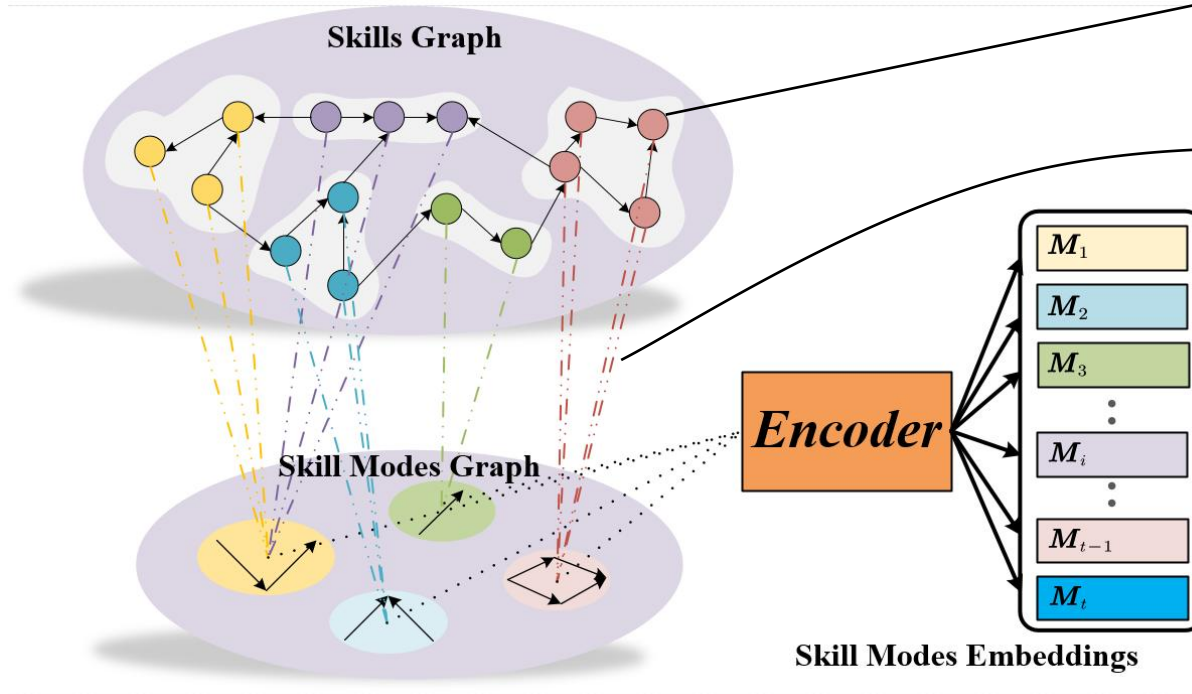 Skills Graph
Skill Modes Graph
Encoder
M₁
M₂
M₃
Mᵢ
Mₜ₋₁
Mₜ
Skill Modes Embeddings